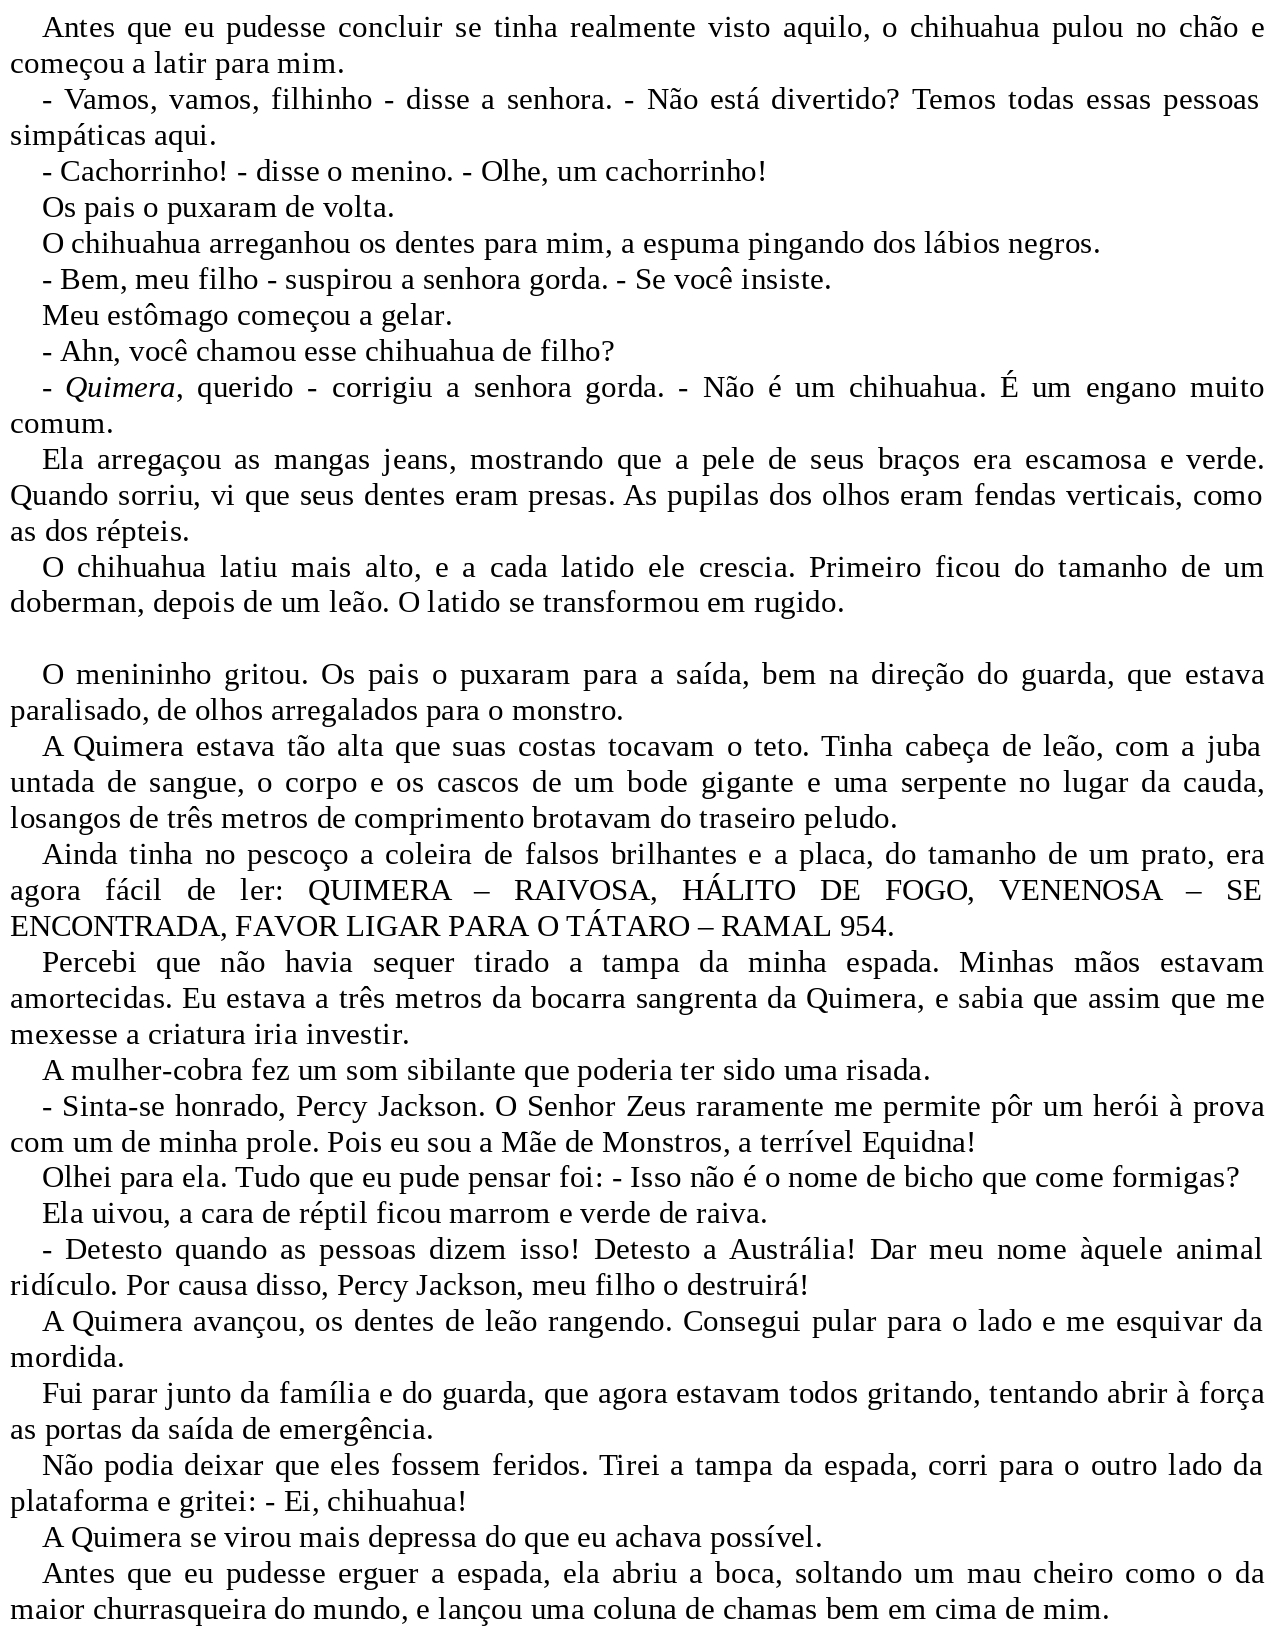 Antes que eu pudesse concluir se tinha realmente visto aquilo, o chihuahua pulou no chão e
começou a latir para mim.
- Vamos, vamos, filhinho - disse a senhora. - Não está divertido? Temos todas essas pessoas
simpáticas aqui.
- Cachorrinho! - disse o menino. - Olhe, um cachorrinho!
Os pais o puxaram de volta.
O chihuahua arreganhou os dentes para mim, a espuma pingando dos lábios negros.
- Bem, meu filho - suspirou a senhora gorda. - Se você insiste.
Meu estômago começou a gelar.
- Ahn, você chamou esse chihuahua de filho?
- Quimera, querido - corrigiu a senhora gorda. - Não é um chihuahua. É um engano muito
comum.
Ela arregaçou as mangas jeans, mostrando que a pele de seus braços era escamosa e verde.
Quando sorriu, vi que seus dentes eram presas. As pupilas dos olhos eram fendas verticais, como
as dos répteis.
O chihuahua latiu mais alto, e a cada latido ele crescia. Primeiro ficou do tamanho de um
doberman, depois de um leão. O latido se transformou em rugido.
O menininho gritou. Os pais o puxaram para a saída, bem na direção do guarda, que estava
paralisado, de olhos arregalados para o monstro.
A Quimera estava tão alta que suas costas tocavam o teto. Tinha cabeça de leão, com a juba
untada de sangue, o corpo e os cascos de um bode gigante e uma serpente no lugar da cauda,
losangos de três metros de comprimento brotavam do traseiro peludo.
Ainda tinha no pescoço a coleira de falsos brilhantes e a placa, do tamanho de um prato, era
agora fácil de ler: QUIMERA – RAIVOSA, HÁLITO DE FOGO, VENENOSA – SE
ENCONTRADA, FAVOR LIGAR PARA O TÁTARO – RAMAL 954.
Percebi que não havia sequer tirado a tampa da minha espada. Minhas mãos estavam
amortecidas. Eu estava a três metros da bocarra sangrenta da Quimera, e sabia que assim que me
mexesse a criatura iria investir.
A mulher-cobra fez um som sibilante que poderia ter sido uma risada.
- Sinta-se honrado, Percy Jackson. O Senhor Zeus raramente me permite pôr um herói à prova
com um de minha prole. Pois eu sou a Mãe de Monstros, a terrível Equidna!
Olhei para ela. Tudo que eu pude pensar foi: - Isso não é o nome de bicho que come formigas?
Ela uivou, a cara de réptil ficou marrom e verde de raiva.
- Detesto quando as pessoas dizem isso! Detesto a Austrália! Dar meu nome àquele animal
ridículo. Por causa disso, Percy Jackson, meu filho o destruirá!
A Quimera avançou, os dentes de leão rangendo. Consegui pular para o lado e me esquivar da
mordida.
Fui parar junto da família e do guarda, que agora estavam todos gritando, tentando abrir à força
as portas da saída de emergência.
Não podia deixar que eles fossem feridos. Tirei a tampa da espada, corri para o outro lado da
plataforma e gritei: - Ei, chihuahua!
A Quimera se virou mais depressa do que eu achava possível.
Antes que eu pudesse erguer a espada, ela abriu a boca, soltando um mau cheiro como o da
maior churrasqueira do mundo, e lançou uma coluna de chamas bem em cima de mim.